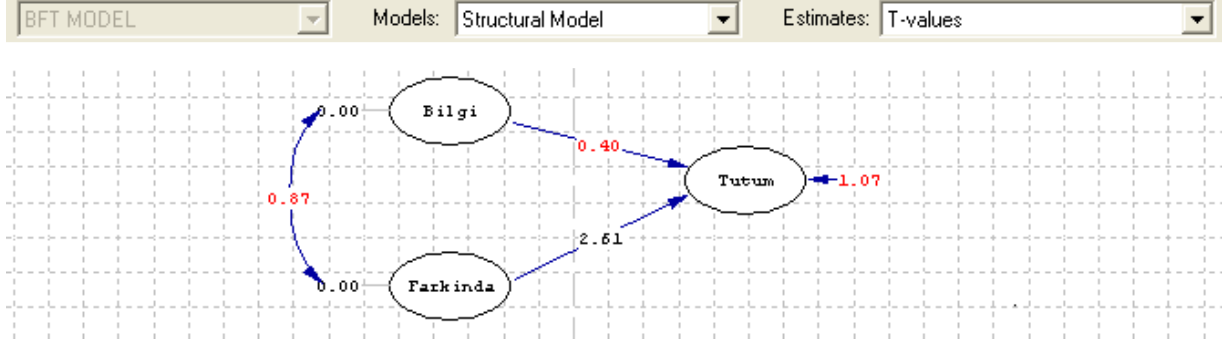 BFT MODEL Models: Structural Model Estimates: T-values
0.00 Bilgi
0.40
Tutum 1.07
0.87
2.61
0.00 Farkinda